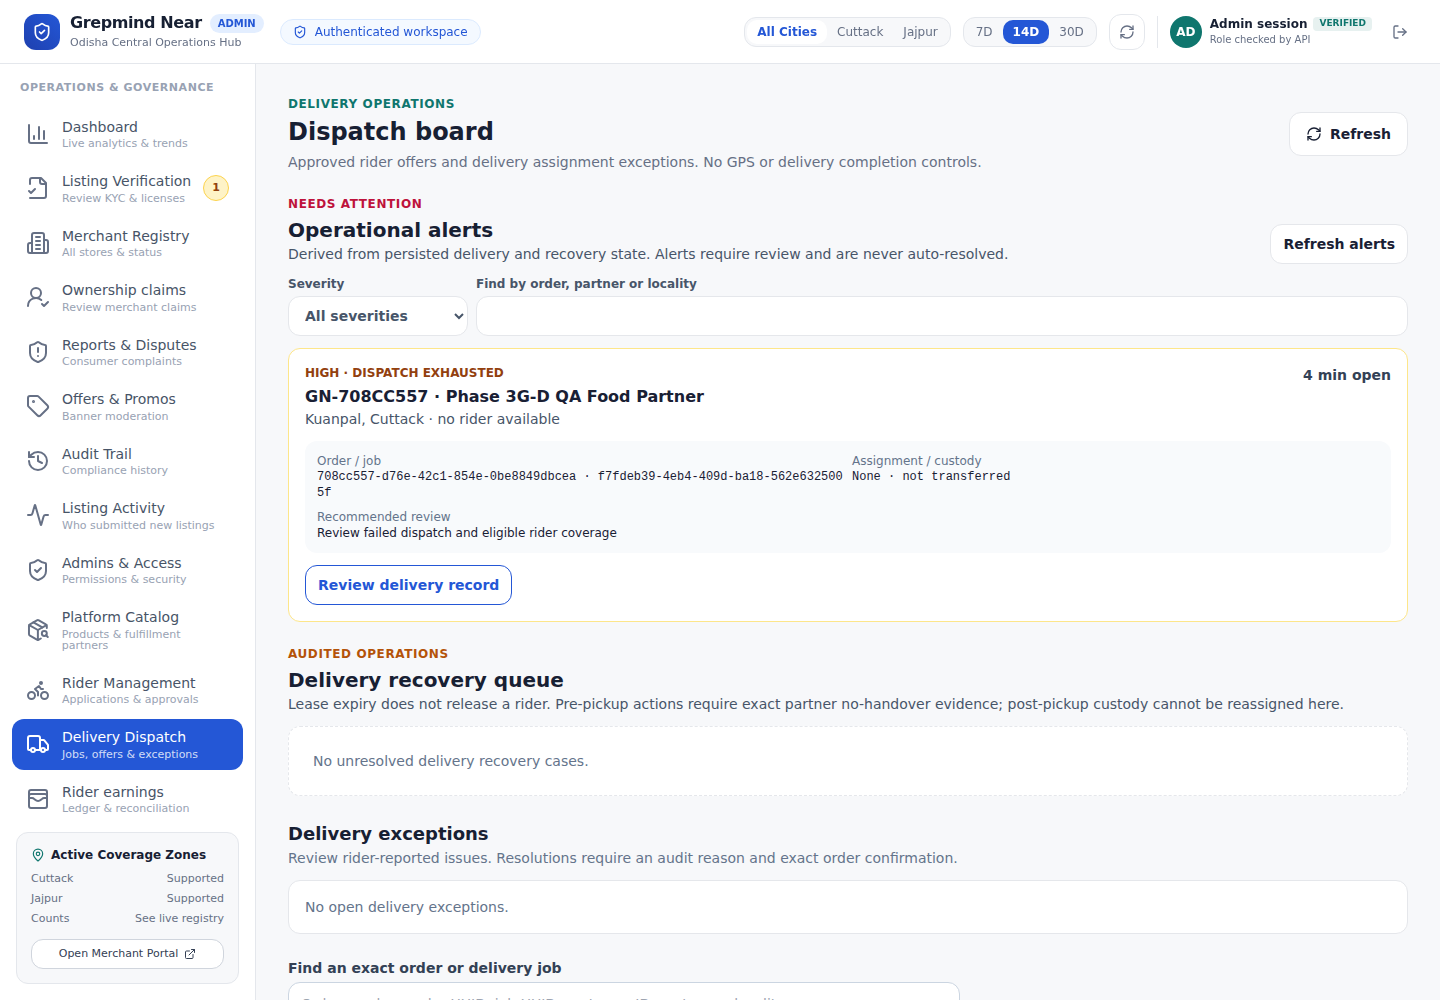 Grepmind Near ADMIN
Odisha Central Operations Hub
Authenticated workspace
All Cities Cuttack Jajpur
7D 14D 30D
AD
Admin session VERIFIED
Role checked by API
OPERATIONS & GOVERNANCE
Dashboard
Live analytics & trends
Listing Verification
Review KYC & licenses
1
Merchant Registry
All stores & status
Ownership claims
Review merchant claims
Reports & Disputes
Consumer complaints
Offers & Promos
Banner moderation
Audit Trail
Compliance history
Listing Activity
Who submitted new listings
Admins & Access
Permissions & security
Platform Catalog
Products & fulfillment
partners
Rider Management
Applications & approvals
Delivery Dispatch
Jobs, offers & exceptions
Rider earnings
Ledger & reconciliation
Active Coverage Zones
Cuttack Supported
Jajpur Supported
Counts See live registry
Open Merchant Portal
DELIVERY OPERATIONS
Dispatch board
Approved rider offers and delivery assignment exceptions. No GPS or delivery completion controls.
Refresh
NEEDS ATTENTION
Operational alerts
Derived from persisted delivery and recovery state. Alerts require review and are never auto-resolved.
Refresh alerts
Severity
Find by order, partner or locality
All severities
HIGH · DISPATCH EXHAUSTED
4 min open
GN-708CC557 · Phase 3G-D QA Food Partner
Kuanpal, Cuttack · no rider available
Order / job
708cc557-d76e-42c1-854e-0be8849dbcea · f7fdeb39-4eb4-409d-ba18-562e632500
5f
Assignment / custody
None · not transferred
Recommended review
Review failed dispatch and eligible rider coverage
Review delivery record
AUDITED OPERATIONS
Delivery recovery queue
Lease expiry does not release a rider. Pre-pickup actions require exact partner no-handover evidence; post-pickup custody cannot be reassigned here.
No unresolved delivery recovery cases.
Delivery exceptions
Review rider-reported issues. Resolutions require an audit reason and exact order confirmation.
No open delivery exceptions.
Find an exact order or delivery job